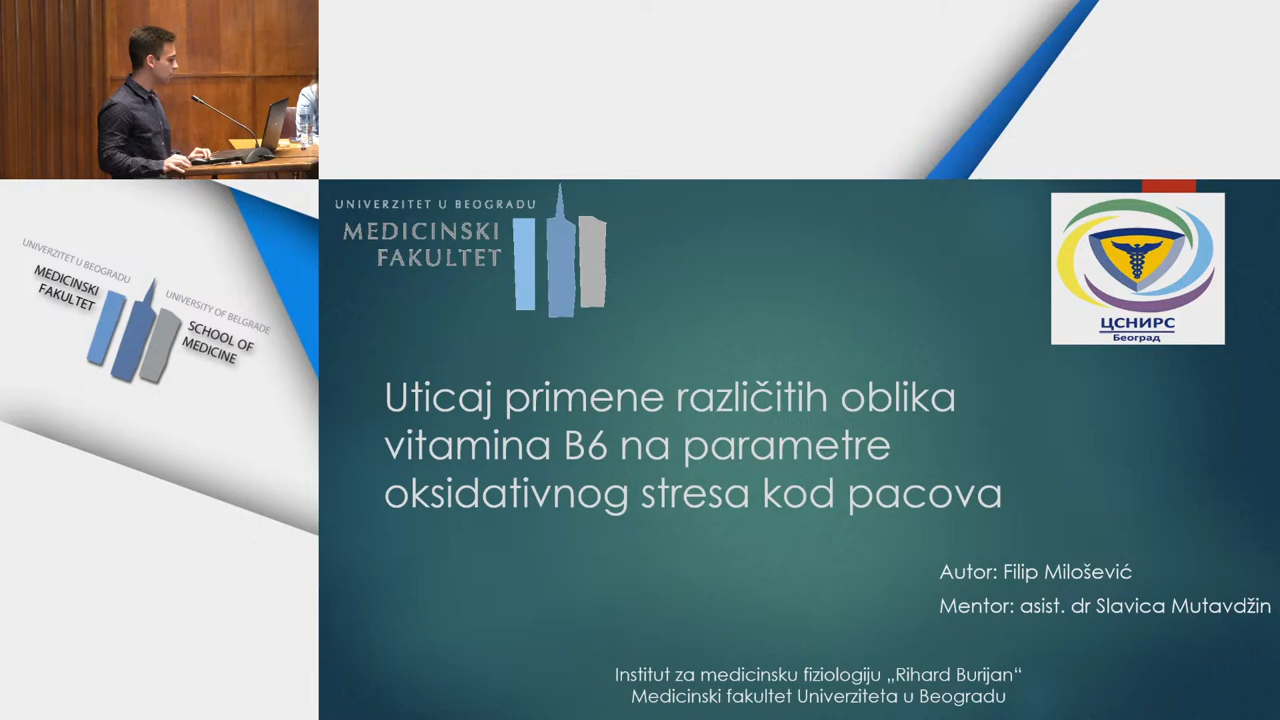 UNIVERZITET U BEOGRADU
MEDICINSKI
FAKULTET
UNIVERSITY OF BELGRADE
SCHOOL OF
MEDICINE
UNIVERZITET U BEOGRADU
MEDICINSKI
FAKULTET
ЦСНИРС
Београд
Uticaj primene različitih oblika
vitamina B6 na parametre
oksidativnog stresa kod pacova
Autor: Filip Milošević
Mentor: asist. dr Slavica Mutavdžin
Institut za medicinsku fiziologiju „Rihard Burijan“
Medicinski fakultet Univerziteta u Beogradu